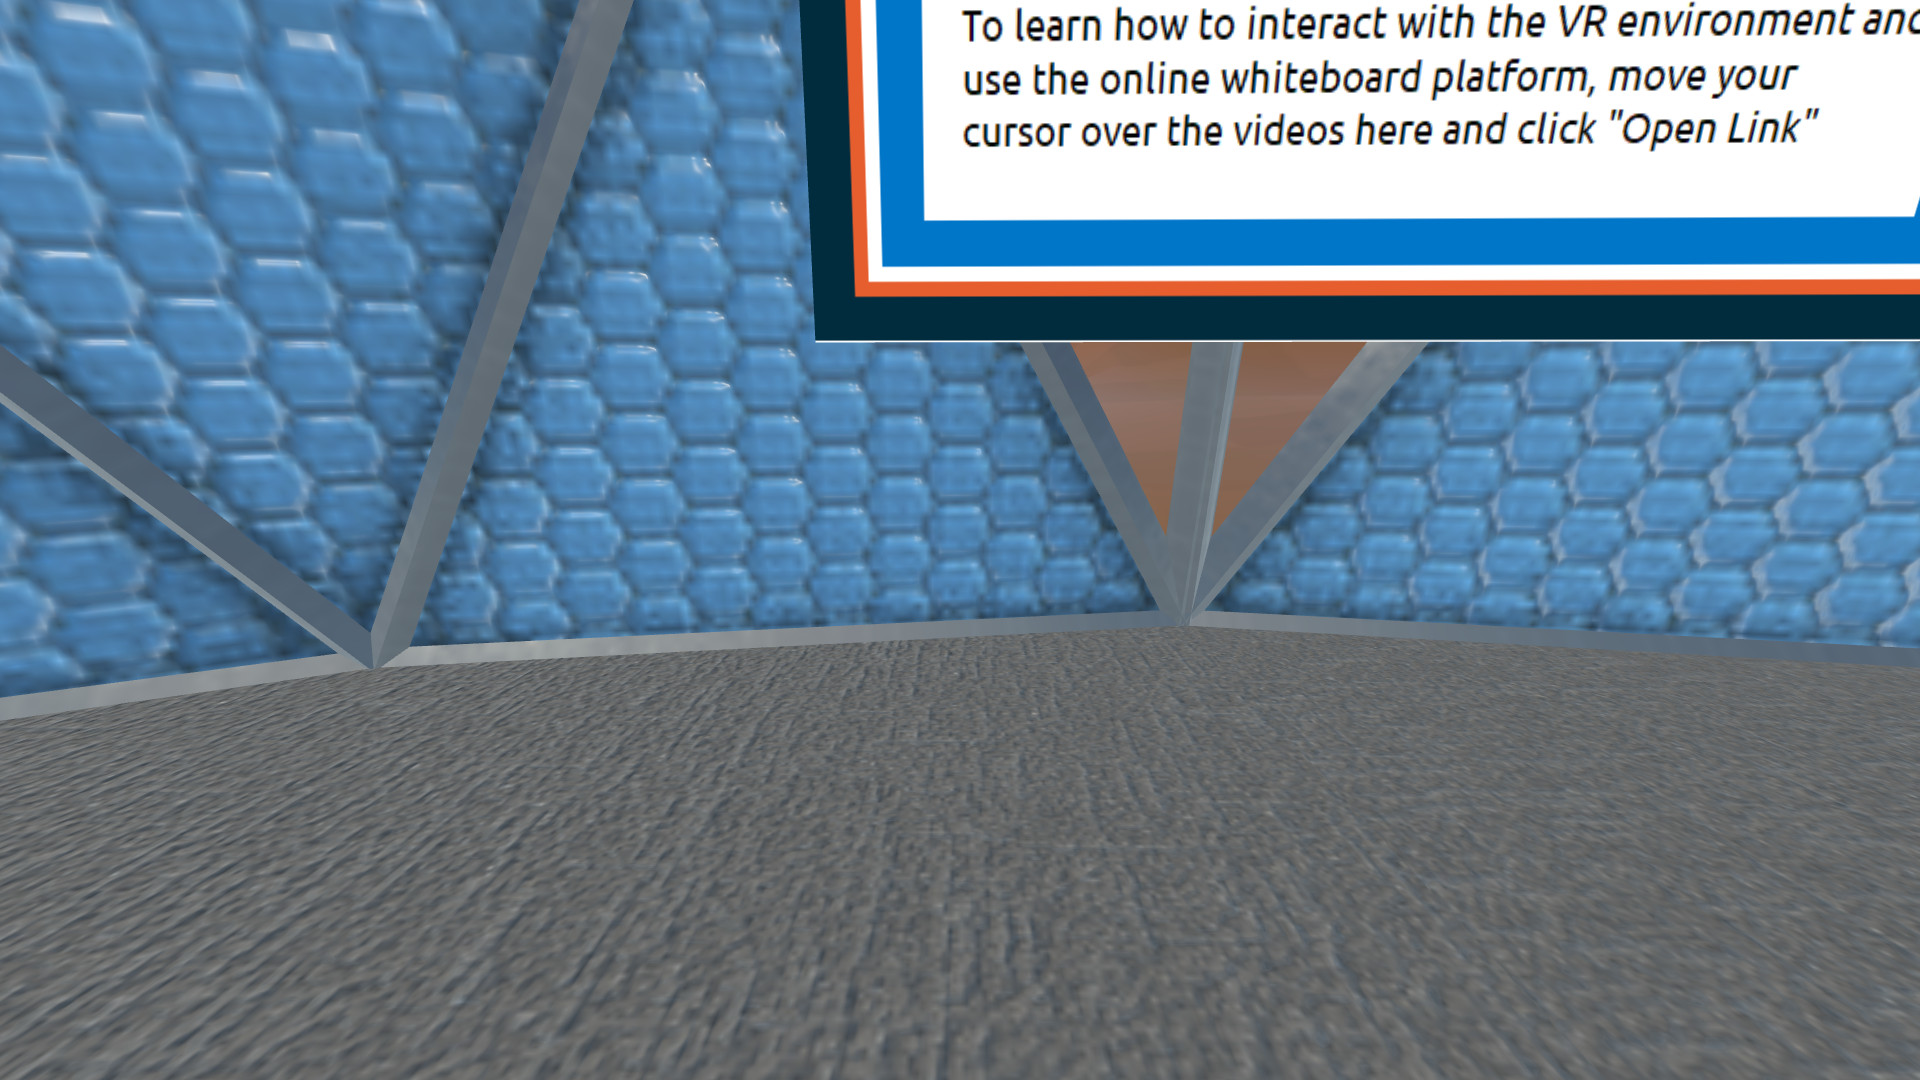 To learn how to interact with the VR environment and
use the online whiteboard platform, move your
cursor over the videos here and click "Open Link"